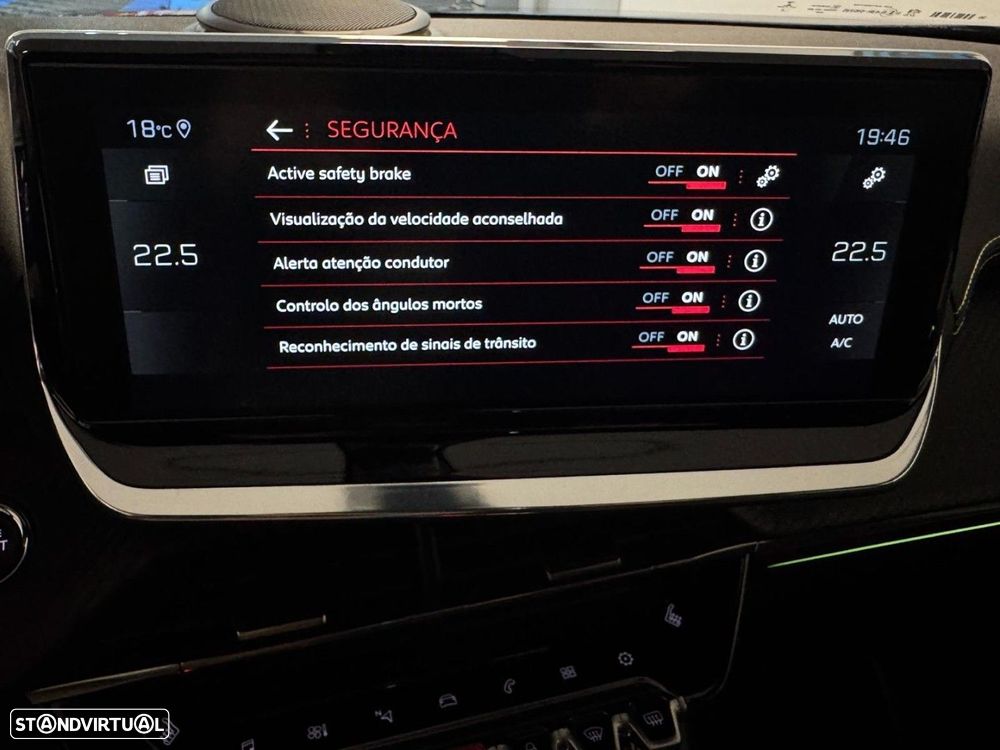 18°C
SEGURANÇA
19:46
Active safety brake OFF ON
Visualização da velocidade aconselhada OFF ON
22.5
Alerta atenção condutor OFF ON
22.5
Controlo dos ângulos mortos OFF ON
AUTO
Reconhecimento de sinais de trânsito OFF ON
A/C
STANDVIRTUAL